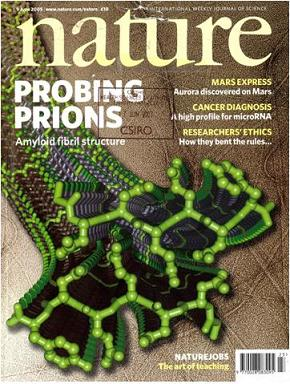 9 June 2005 www.nature.com/nature £10
INTERNATIONAL WEEKLY JOURNAL OF SCIENCE
nature
PROBING
PRIONS
Amyloid fibril structure
CSIRO
MARS EXPRESS
Aurora discovered on Mars
CANCER DIAGNOSIS
A high profile for microRNA
RESEARCHERS' ETHICS
How they bent the rules...
NATUREJOBS
The art of teaching